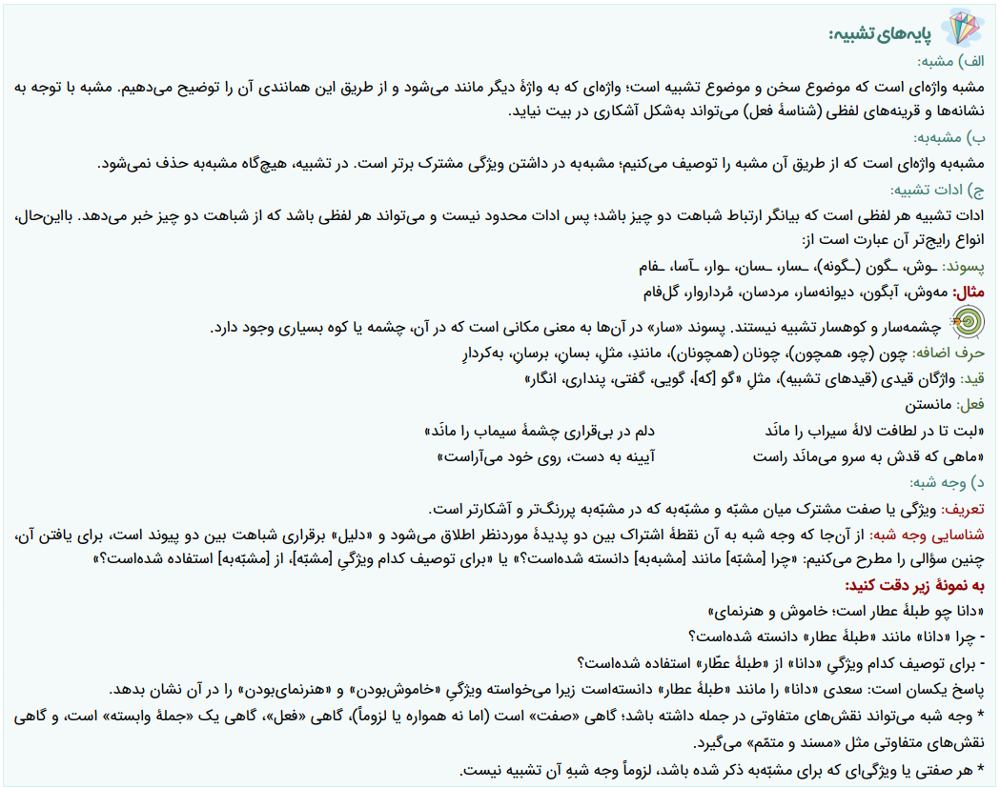 پایه‌های تشبیه:
الف) مشبه:
مشبه واژه‌ای است که موضوع سخن و موضوع تشبیه است؛ واژه‌ای که به واژهٔ دیگر مانند می‌شود و از طریق این همانندی آن را توضیح می‌دهیم. مشبه با توجه به
نشانه‌ها و قرینه‌های لفظی (شناسهٔ فعل) می‌تواند به‌شکل آشکاری در بیت نیاید.
ب) مشبه‌به:
مشبه‌به واژه‌ای است که از طریق آن مشبه را توصیف می‌کنیم؛ مشبه‌به در داشتن ویژگی مشترک برتر است. در تشبیه، هیچ‌گاه مشبه‌به حذف نمی‌شود.
ج) ادات تشبیه:
ادات تشبیه هر لفظی است که بیانگر ارتباط شباهت دو چیز باشد؛ پس ادات محدود نیست و می‌تواند هر لفظی باشد که از شباهت دو چیز خبر می‌دهد. بااین‌حال،
انواع رایج‌تر آن عبارت است از:
پسوند: ـوش، ـگون (ـگونه)، ـسار، ـسان، ـوار، ـآسا، ـفام
مثال: مه‌وش، آبگون، دیوانه‌سار، مردسان، مُرداروار، گل‌فام
چشمه‌سار و کوهسار تشبیه نیستند. پسوند «سار» در آن‌ها به معنی مکانی است که در آن، چشمه یا کوه بسیاری وجود دارد.
حرف اضافه: چون (چو، همچون)، چونان (همچونان)، مانندِ، مثلِ، بسانِ، برسانِ، به‌کردارِ
قید: واژگان قیدی (قیدهای تشبیه)، مثلِ «گو [که]، گویی، گفتی، پنداری، انگار»
فعل: مانستن
«لبت تا در لطافت لالهٔ سیراب را ماند دلم در بی‌قراری چشمهٔ سیماب را مانَد»
«ماهی که قدش به سرو می‌مانَد راست آیینه به دست، روی خود می‌آراست»
د) وجه شبه:
تعریف: ویژگی یا صفت مشترک میان مشبّه و مشبّه‌به که در مشبّه‌به پررنگ‌تر و آشکارتر است.
شناسایی وجه شبه: از آن‌جا که وجه شبه به آن نقطهٔ اشتراک بین دو پدیدهٔ موردنظر اطلاق می‌شود و «دلیل» برقراری شباهت بین دو پیوند است، برای یافتن آن،
چنین سؤالی را مطرح می‌کنیم: «چرا [مشبّه] مانند [مشبه‌به] دانسته شده‌است؟» یا «برای توصیف کدام ویژگیِ [مشبّه]، از [مشبّه‌به] استفاده شده‌است؟»
به نمونهٔ زیر دقت کنید:
«دانا چو طبلهٔ عطار است؛ خاموش و هنرنمای»
- چرا «دانا» مانند «طبلهٔ عطار» دانسته شده‌است؟
- برای توصیف کدام ویژگیِ «دانا» از «طبلهٔ عطّار» استفاده شده‌است؟
پاسخ یکسان است: سعدی «دانا» را مانند «طبلهٔ عطار» دانسته‌است زیرا می‌خواسته ویژگیِ «خاموش‌بودن» و «هنرنمای‌بودن» را در آن نشان بدهد.
* وجه شبه می‌تواند نقش‌های متفاوتی در جمله داشته باشد؛ گاهی «صفت» است (اما نه همواره یا لزوماً)، گاهی «فعل»، گاهی یک «جملهٔ وابسته» است، و گاهی
نقش‌های متفاوتی مثل «مسند و متمّم» می‌گیرد.
* هر صفتی یا ویژگی‌ای که برای مشبّه‌به ذکر شده باشد، لزوماً وجه شبهِ آن تشبیه نیست.